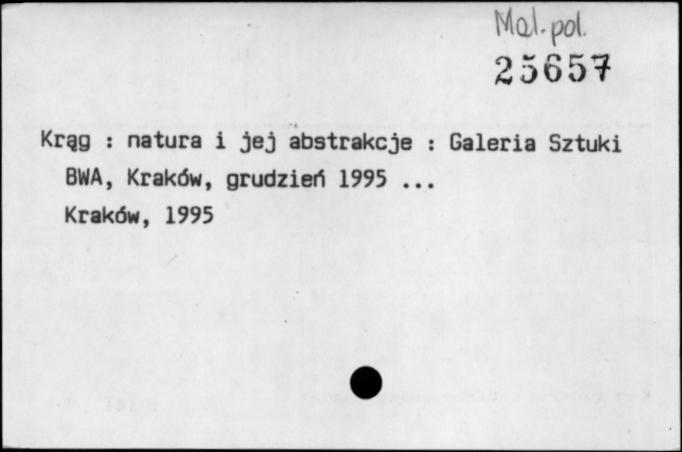 Mal. pol.
25657
Krąg : natura i jej abstrakcje : Galeria Sztuki
BWA, Kraków, grudzień 1995 ...
Kraków, 1995